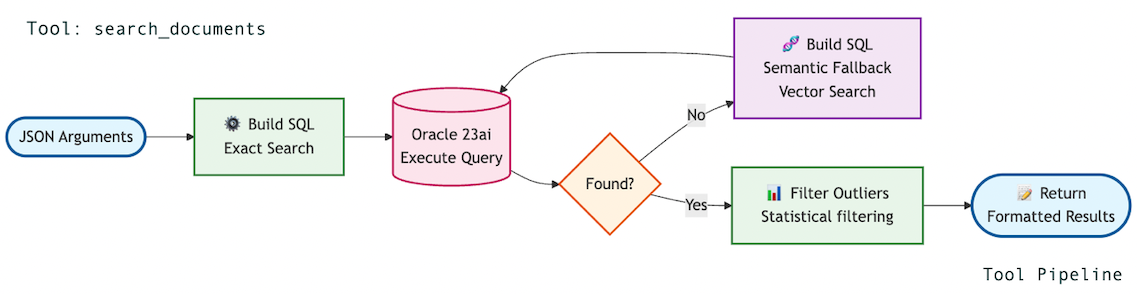 Tool: search_documents
JSON Arguments
Build SQL
Exact Search
Oracle 23ai
Execute Query
Found?
No
Build SQL
Semantic Fallback
Vector Search
Yes
Filter Outliers
Statistical filtering
Return
Formatted Results
Tool Pipeline